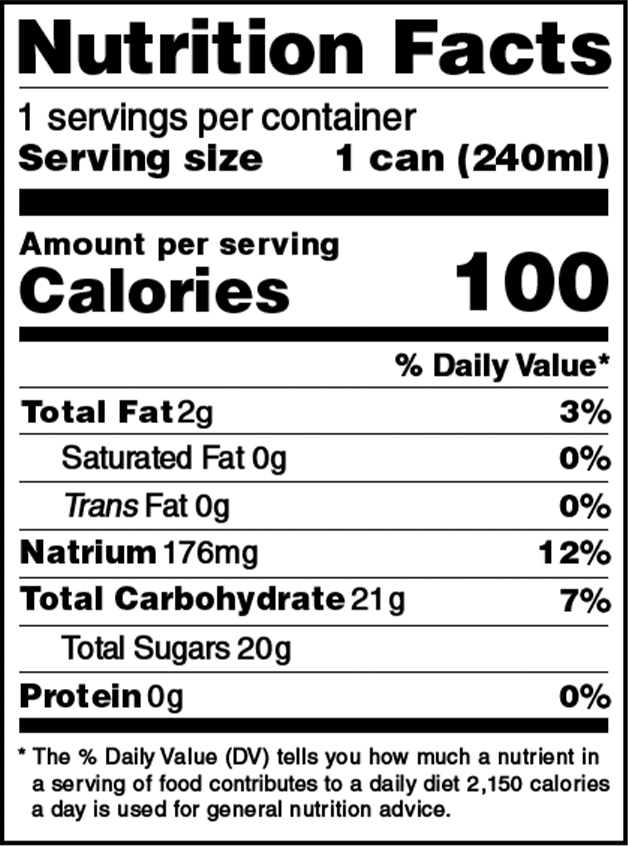 Nutrition Facts
1 servings per container
Serving size 1 can (240ml)
Amount per serving
Calories 100
% Daily Value*
Total Fat 2g 3%
Saturated Fat 0g 0%
Trans Fat 0g 0%
Natrium 176mg 12%
Total Carbohydrate 21g 7%
Total Sugars 20g
Protein 0g 0%
* The % Daily Value (DV) tells you how much a nutrient in
a serving of food contributes to a daily diet 2,150 calories
a day is used for general nutrition advice.